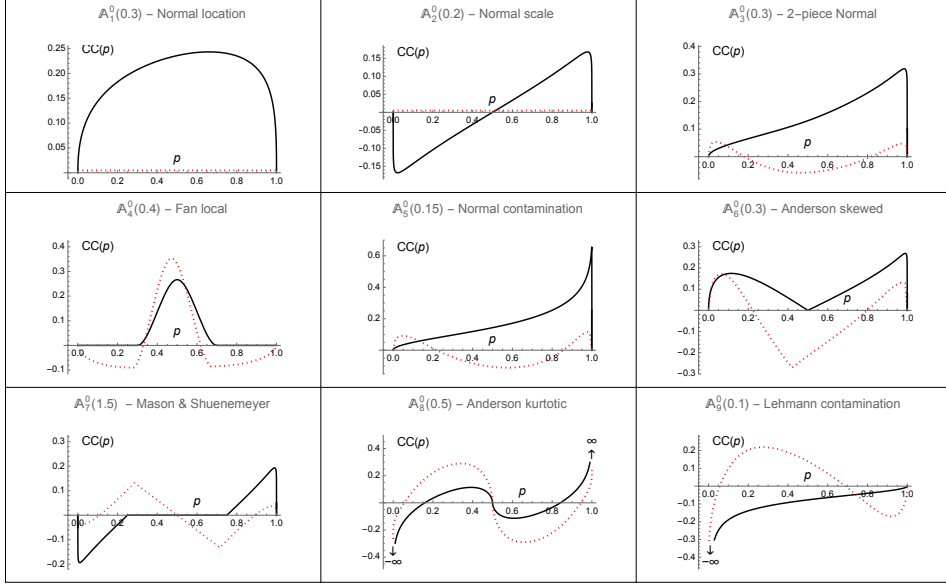 𝔸₁⁰(0.3) – Normal location
CC(p)
0.25
0.20
0.15
0.10
0.05
p
0.0 0.2 0.4 0.6 0.8 1.0
𝔸₂⁰(0.2) – Normal scale
CC(p)
0.15
0.10
0.05
p
0.0 0.2 0.4 0.6 0.8 1.0
−0.05
−0.10
−0.15
𝔸₃⁰(0.3) – 2-piece Normal
0.4
CC(p)
0.3
0.2
0.1
p
0.0 0.2 0.4 0.6 0.8 1.0
−0.1
𝔸₄⁰(0.4) – Fan local
0.4
CC(p)
0.3
0.2
0.1
p
0.0 0.2 0.4 0.6 0.8 1.0
−0.1
𝔸₅⁰(0.15) – Normal contamination
CC(p)
0.6
0.4
0.2
p
0.0 0.2 0.4 0.6 0.8 1.0
𝔸₆⁰(0.3) – Anderson skewed
0.3
CC(p)
0.2
0.1
p
0.0 0.2 0.4 0.6 0.8 1.0
−0.1
−0.2
−0.3
𝔸₇⁰(1.5) – Mason & Shuenemeyer
0.3
CC(p)
0.2
0.1
p
0.0 0.2 0.4 0.6 0.8 1.0
−0.1
−0.2
𝔸₈⁰(0.5) – Anderson kurtotic
0.4
CC(p)
∞
↑
0.2
p
0.0 0.2 0.4 0.6 0.8 1.0
−0.2
−0.4
↓
−∞
𝔸₉⁰(0.1) – Lehmann contamination
CC(p)
0.2
0.1
p
0.0 0.2 0.4 0.6 0.8 1.0
−0.1
−0.2
−0.3
−0.4
↓
−∞